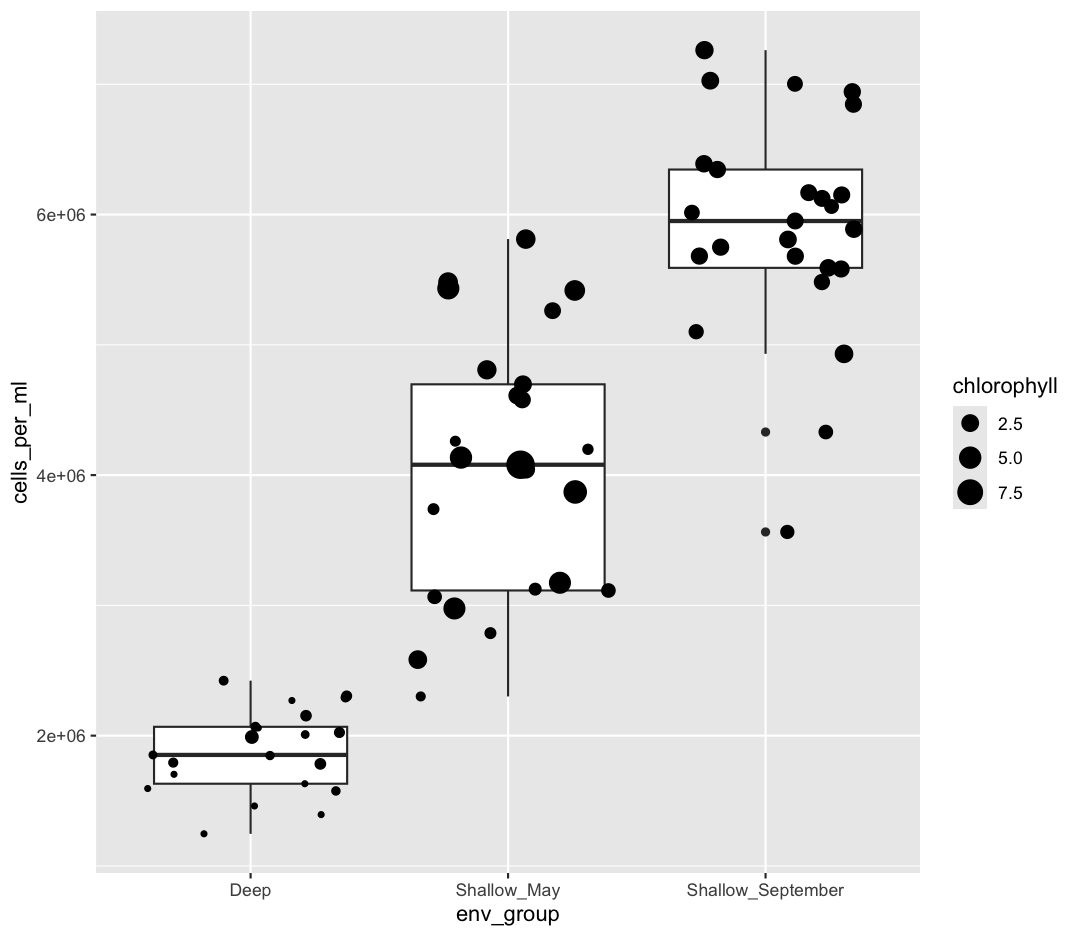 cells_per_ml
6e+06
4e+06
2e+06
Deep
Shallow_May
Shallow_September
env_group
chlorophyll
2.5
5.0
7.5